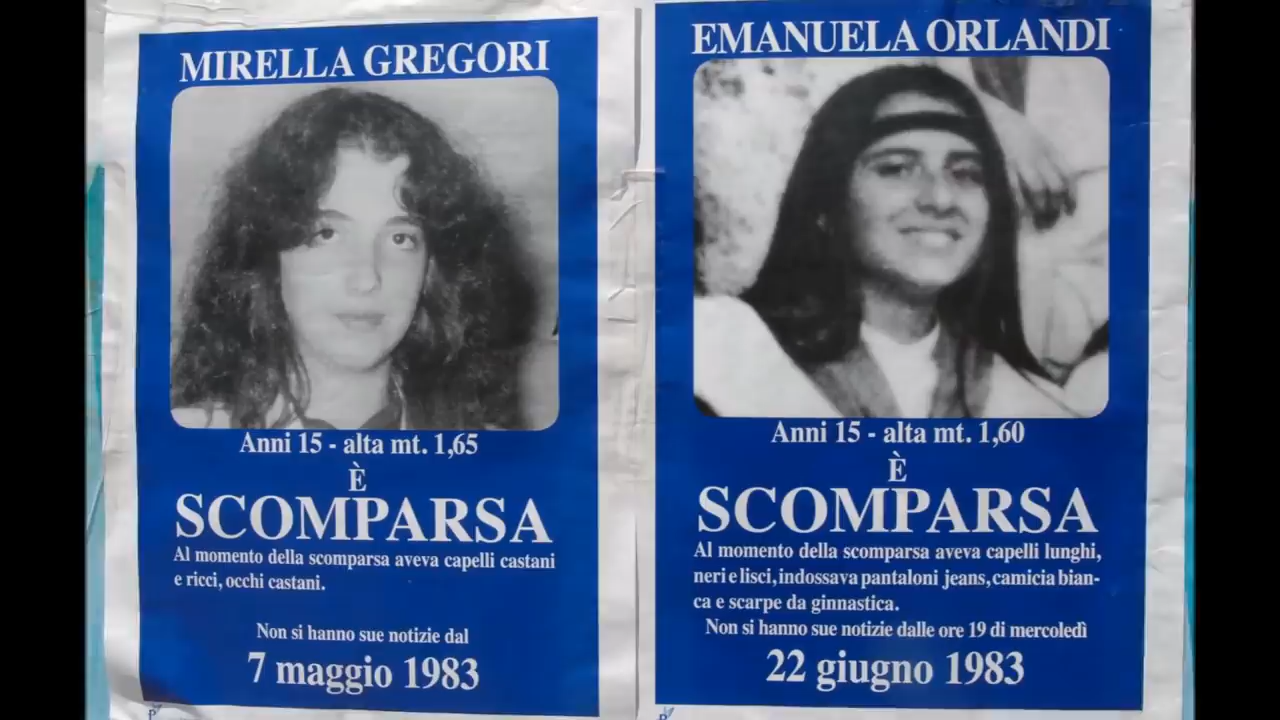 MIRELLA GREGORI
Anni 15 - alta mt. 1,65
È
SCOMPARSA
Al momento della scomparsa aveva capelli castani
e ricci, occhi castani.
Non si hanno sue notizie dal
7 maggio 1983
EMANUELA ORLANDI
Anni 15 - alta mt. 1,60
È
SCOMPARSA
Al momento della scomparsa aveva capelli lunghi,
neri e lisci, indossava pantaloni jeans, camicia bian-
ca e scarpe da ginnastica.
Non si hanno sue notizie dalle ore 19 di mercoledì
22 giugno 1983